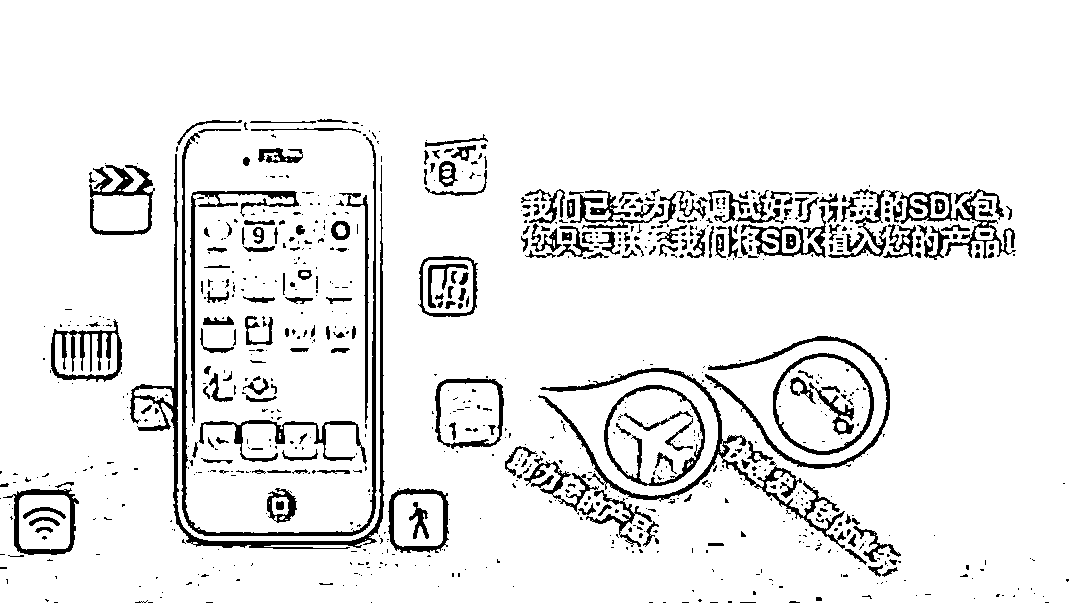 我们已经为您调试好了计费的SDK包、
您只要联系我们将SDK植入您的产品！
9
助力您的产品
快速发展您的业务